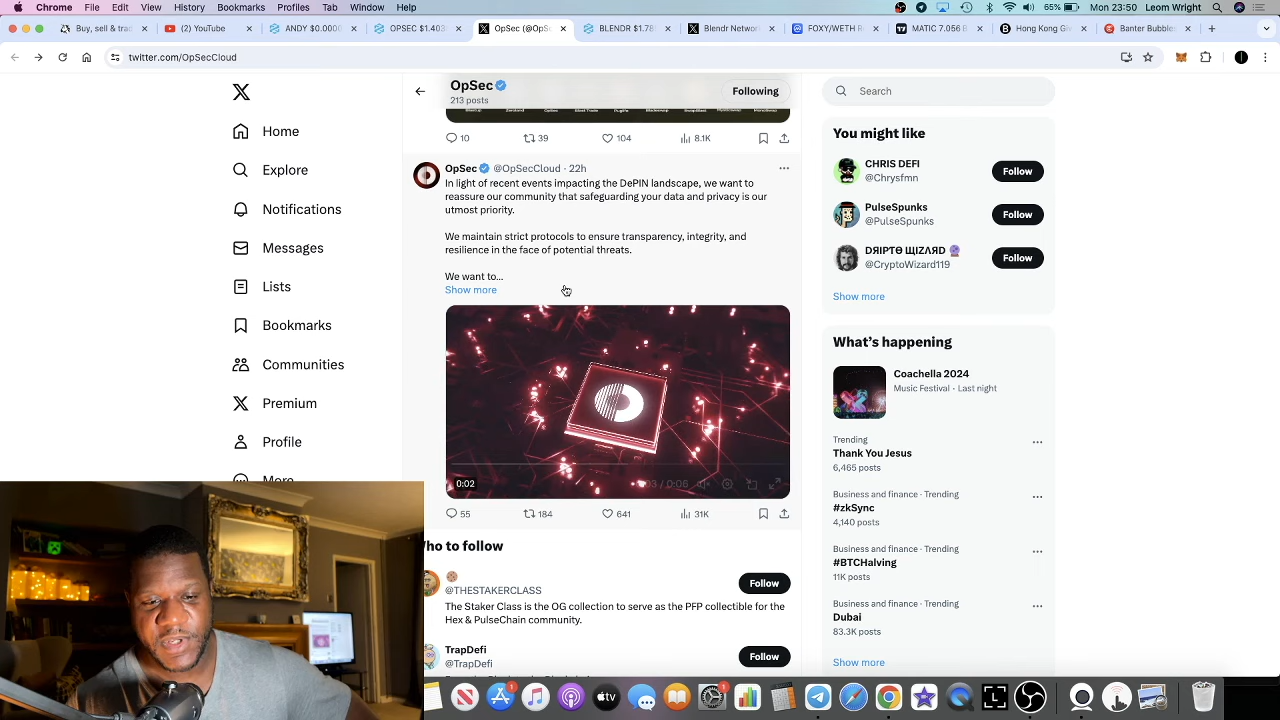 Chrome File Edit View History Bookmarks Profiles Tab Window Help
65% Mon 23:50 Leom Wright
Buy, sell & trad
(2) YouTube
ANDY $0.0000
OPSEC $1.403
OpSec (@OpSe
BLENDR $1.78
Blendr Network
FOXY/WETH R
MATIC 7.056 B
Hong Kong Gi
Banter Bubbles
twitter.com/OpSecCloud
Home
Explore
Notifications
Messages
Lists
Bookmarks
Communities
Premium
Profile
More
OpSec
213 posts
Following
10 39 104 8.1K
OpSec @OpSecCloud · 22h
In light of recent events impacting the DePIN landscape, we want to
reassure our community that safeguarding your data and privacy is our
utmost priority.
We maintain strict protocols to ensure transparency, integrity, and
resilience in the face of potential threats.
We want to...
Show more
0:02
/ 0:06
55 184 641 31K
ho to follow
@THESTAKERCLASS
Follow
The Staker Class is the OG collection to serve as the PFP collectible for the
Hex & PulseChain community.
TrapDefi
@TrapDefi
Follow
Search
You might like
CHRIS DEFI
@Chrysfmn
Follow
PulseSpunks
@PulseSpunks
Follow
DЯIPTΘ ЩIZΛЯD
@CryptoWizard119
Follow
Show more
What's happening
Coachella 2024
Music Festival · Last night
Trending
Thank You Jesus
6,465 posts
Business and finance · Trending
#zkSync
4,140 posts
Business and finance · Trending
#BTCHalving
11K posts
Business and finance · Trending
Dubai
83.3K posts
Show more